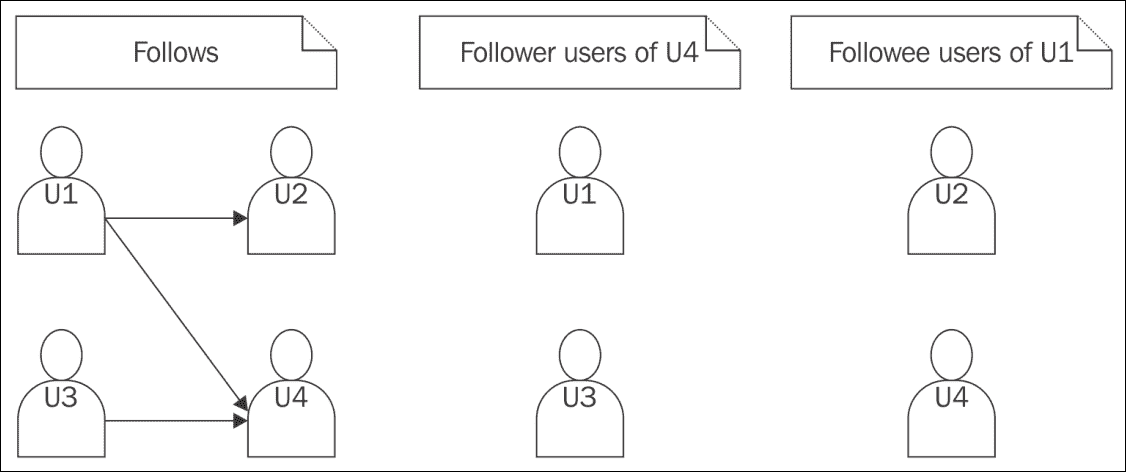 Follows
Follower users of U4
Followee users of U1
U1
U2
U1
U2
U3
U4
U3
U4